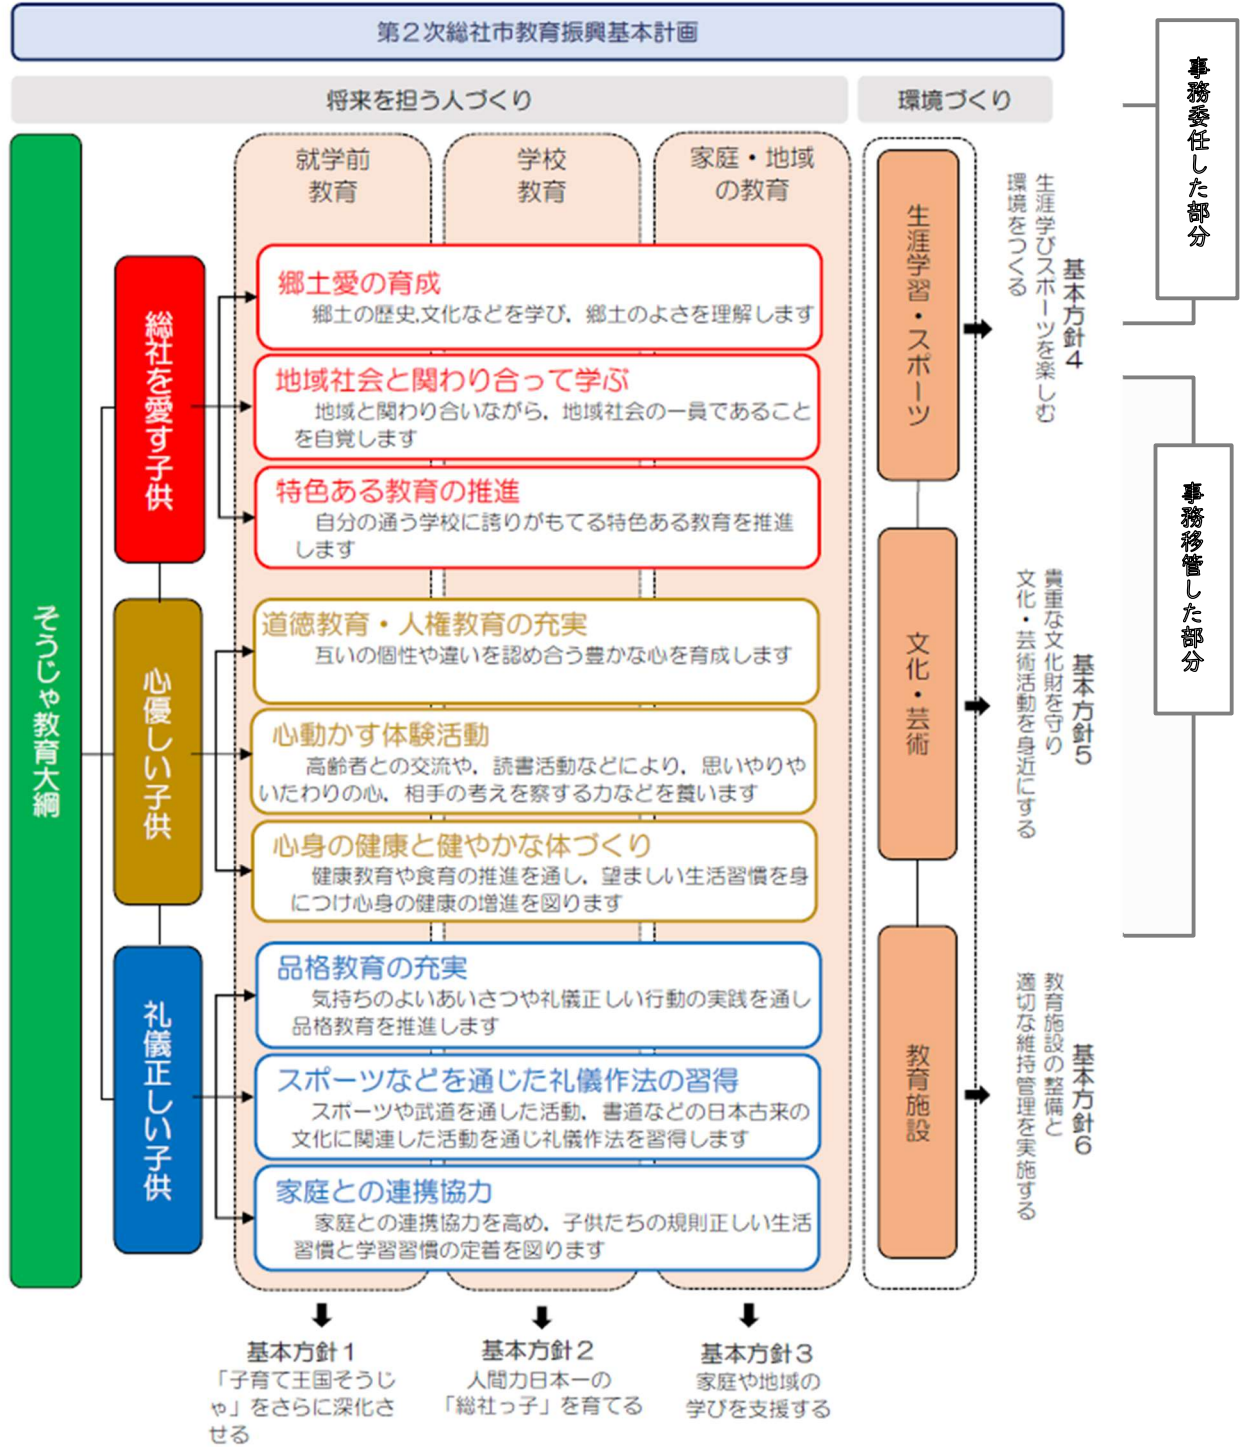 第２次総社市教育振興基本計画
将来を担う人づくり
環境づくり
そうじゃ教育大綱
就学前
教育
学校
教育
家庭・地域
の教育
総社を愛す子供
郷土愛の育成
郷土の歴史,文化などを学び，郷土のよさを理解します
地域社会と関わり合って学ぶ
地域と関わり合いながら，地域社会の一員であること
を自覚します
特色ある教育の推進
自分の通う学校に誇りがもてる特色ある教育を推進
します
心優しい子供
道徳教育・人権教育の充実
互いの個性や違いを認め合う豊かな心を育成します
心動かす体験活動
高齢者との交流や，読書活動などにより，思いやりや
いたわりの心，相手の考えを察する力などを養います
心身の健康と健やかな体づくり
健康教育や食育の推進を通し，望ましい生活習慣を身
につけ心身の健康の増進を図ります
礼儀正しい子供
品格教育の充実
気持ちのよいあいさつや礼儀正しい行動の実践を通し
品格教育を推進します
スポーツなどを通じた礼儀作法の習得
スポーツや武道を通した活動，書道などの日本古来の
文化に関連した活動を通じ礼儀作法を習得します
家庭との連携協力
家庭との連携協力を高め，子供たちの規則正しい生活
習慣と学習習慣の定着を図ります
基本方針１
「子育て王国そうじ
ゃ」をさらに深化さ
せる
基本方針２
人間力日本一の
「総社っ子」を育てる
基本方針３
家庭や地域の
学びを支援する
生涯学習・スポーツ
基本方針４
生涯学びスポーツを楽しむ
環境をつくる
文化・芸術
基本方針５
貴重な文化財を守り
文化・芸術活動を身近にする
教育施設
基本方針６
教育施設の整備と
適切な維持管理を実施する
事務委任した部分
事務移管した部分